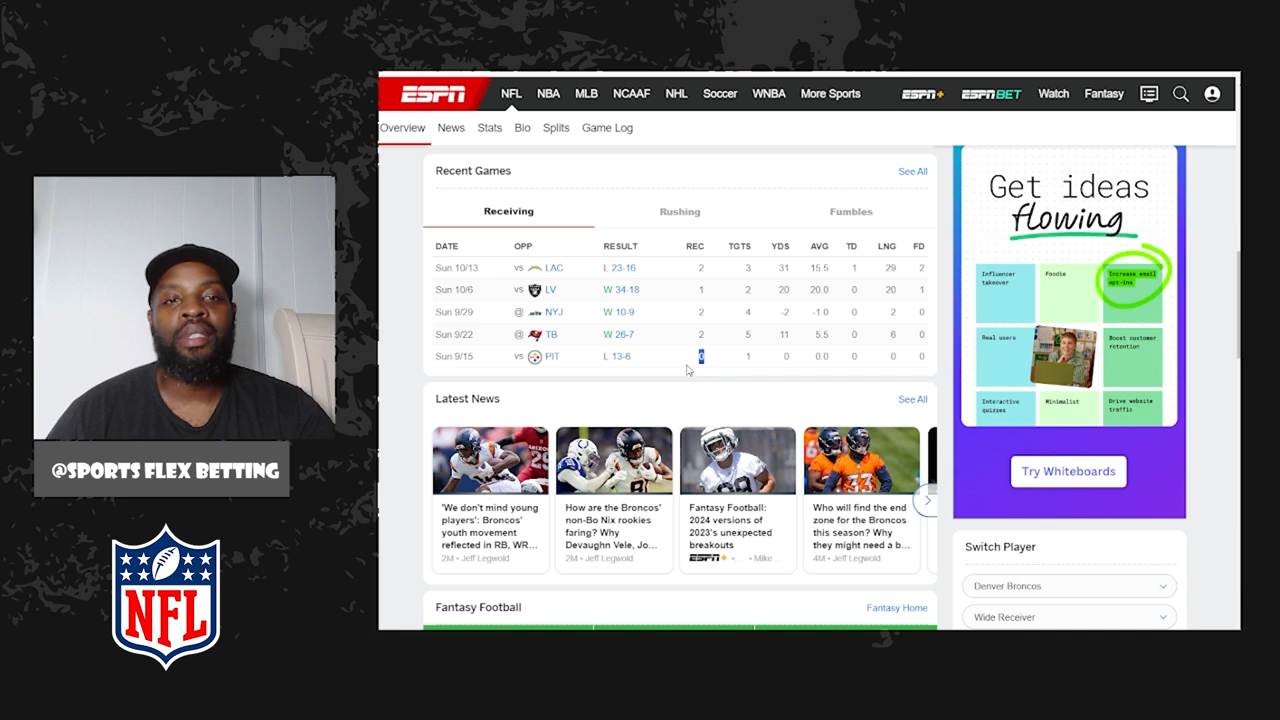 ESPN NFL NBA MLB NCAAF NHL Soccer WNBA More Sports ESPN+ ESPN BET Watch Fantasy
Overview News Stats Bio Splits Game Log
Recent Games See All
Receiving Rushing Fumbles
DATE OPP RESULT REC TGTS YDS AVG TD LNG FD
Sun 10/13 vs LAC L 23-16 2 3 31 15.5 1 29 2
Sun 10/6 vs LV W 34-18 1 2 20 20.0 0 20 1
Sun 9/29 @ NYJ W 10-9 2 4 -2 -1.0 0 2 0
Sun 9/22 @ TB W 26-7 2 5 11 5.5 0 6 0
Sun 9/15 vs PIT L 13-6 0 1 0 0.0 0 0 0
Latest News See All
'We don't mind young
players': Broncos'
youth movement
reflected in RB, WR...
2M • Jeff Legwold
How are the Broncos'
non-Bo Nix rookies
faring? Why
Devaughn Vele, Jo...
2M • Jeff Legwold
Fantasy Football:
2024 versions of
2023's unexpected
breakouts
ESPN+ •... • Mike ...
Who will find the end
zone for the Broncos
this season? Why
they might need a b...
4M • Jeff Legwold
Fantasy Football Fantasy Home
Get ideas
flowing
Influencer
takeover
Foodie
Increase email
opt-ins
Real users
Boost customer
retention
Interactive
quizzes
Minimalist
Drive website
traffic
Try Whiteboards
Switch Player
Denver Broncos
Wide Receiver
@SPORTS FLEX BETTING
NFL